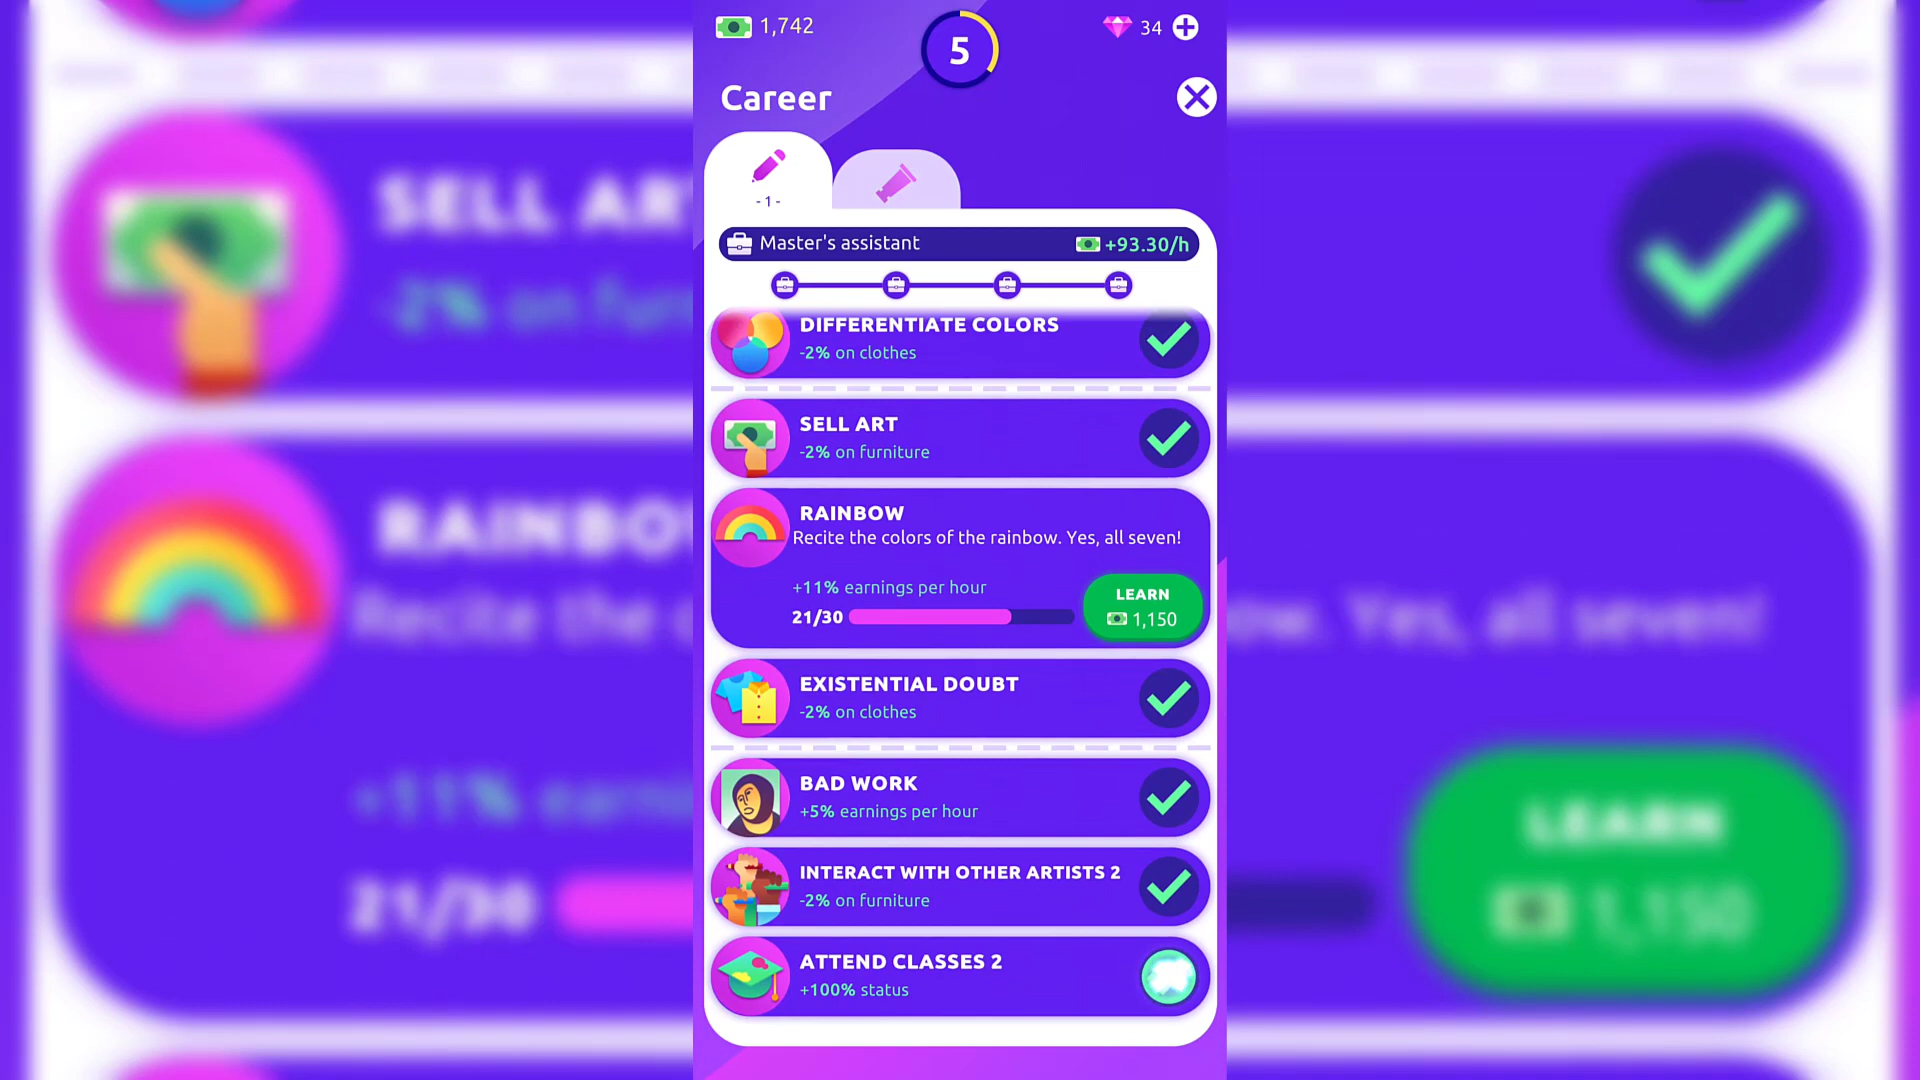 1,742
5
34
Career
- 1 -
Master's assistant
+93.30/h
DIFFERENTIATE COLORS
-2% on clothes
SELL ART
-2% on furniture
RAINBOW
Recite the colors of the rainbow. Yes, all seven!
+11% earnings per hour
21/30
LEARN
1,150
EXISTENTIAL DOUBT
-2% on clothes
BAD WORK
+5% earnings per hour
INTERACT WITH OTHER ARTISTS 2
-2% on furniture
ATTEND CLASSES 2
+100% status